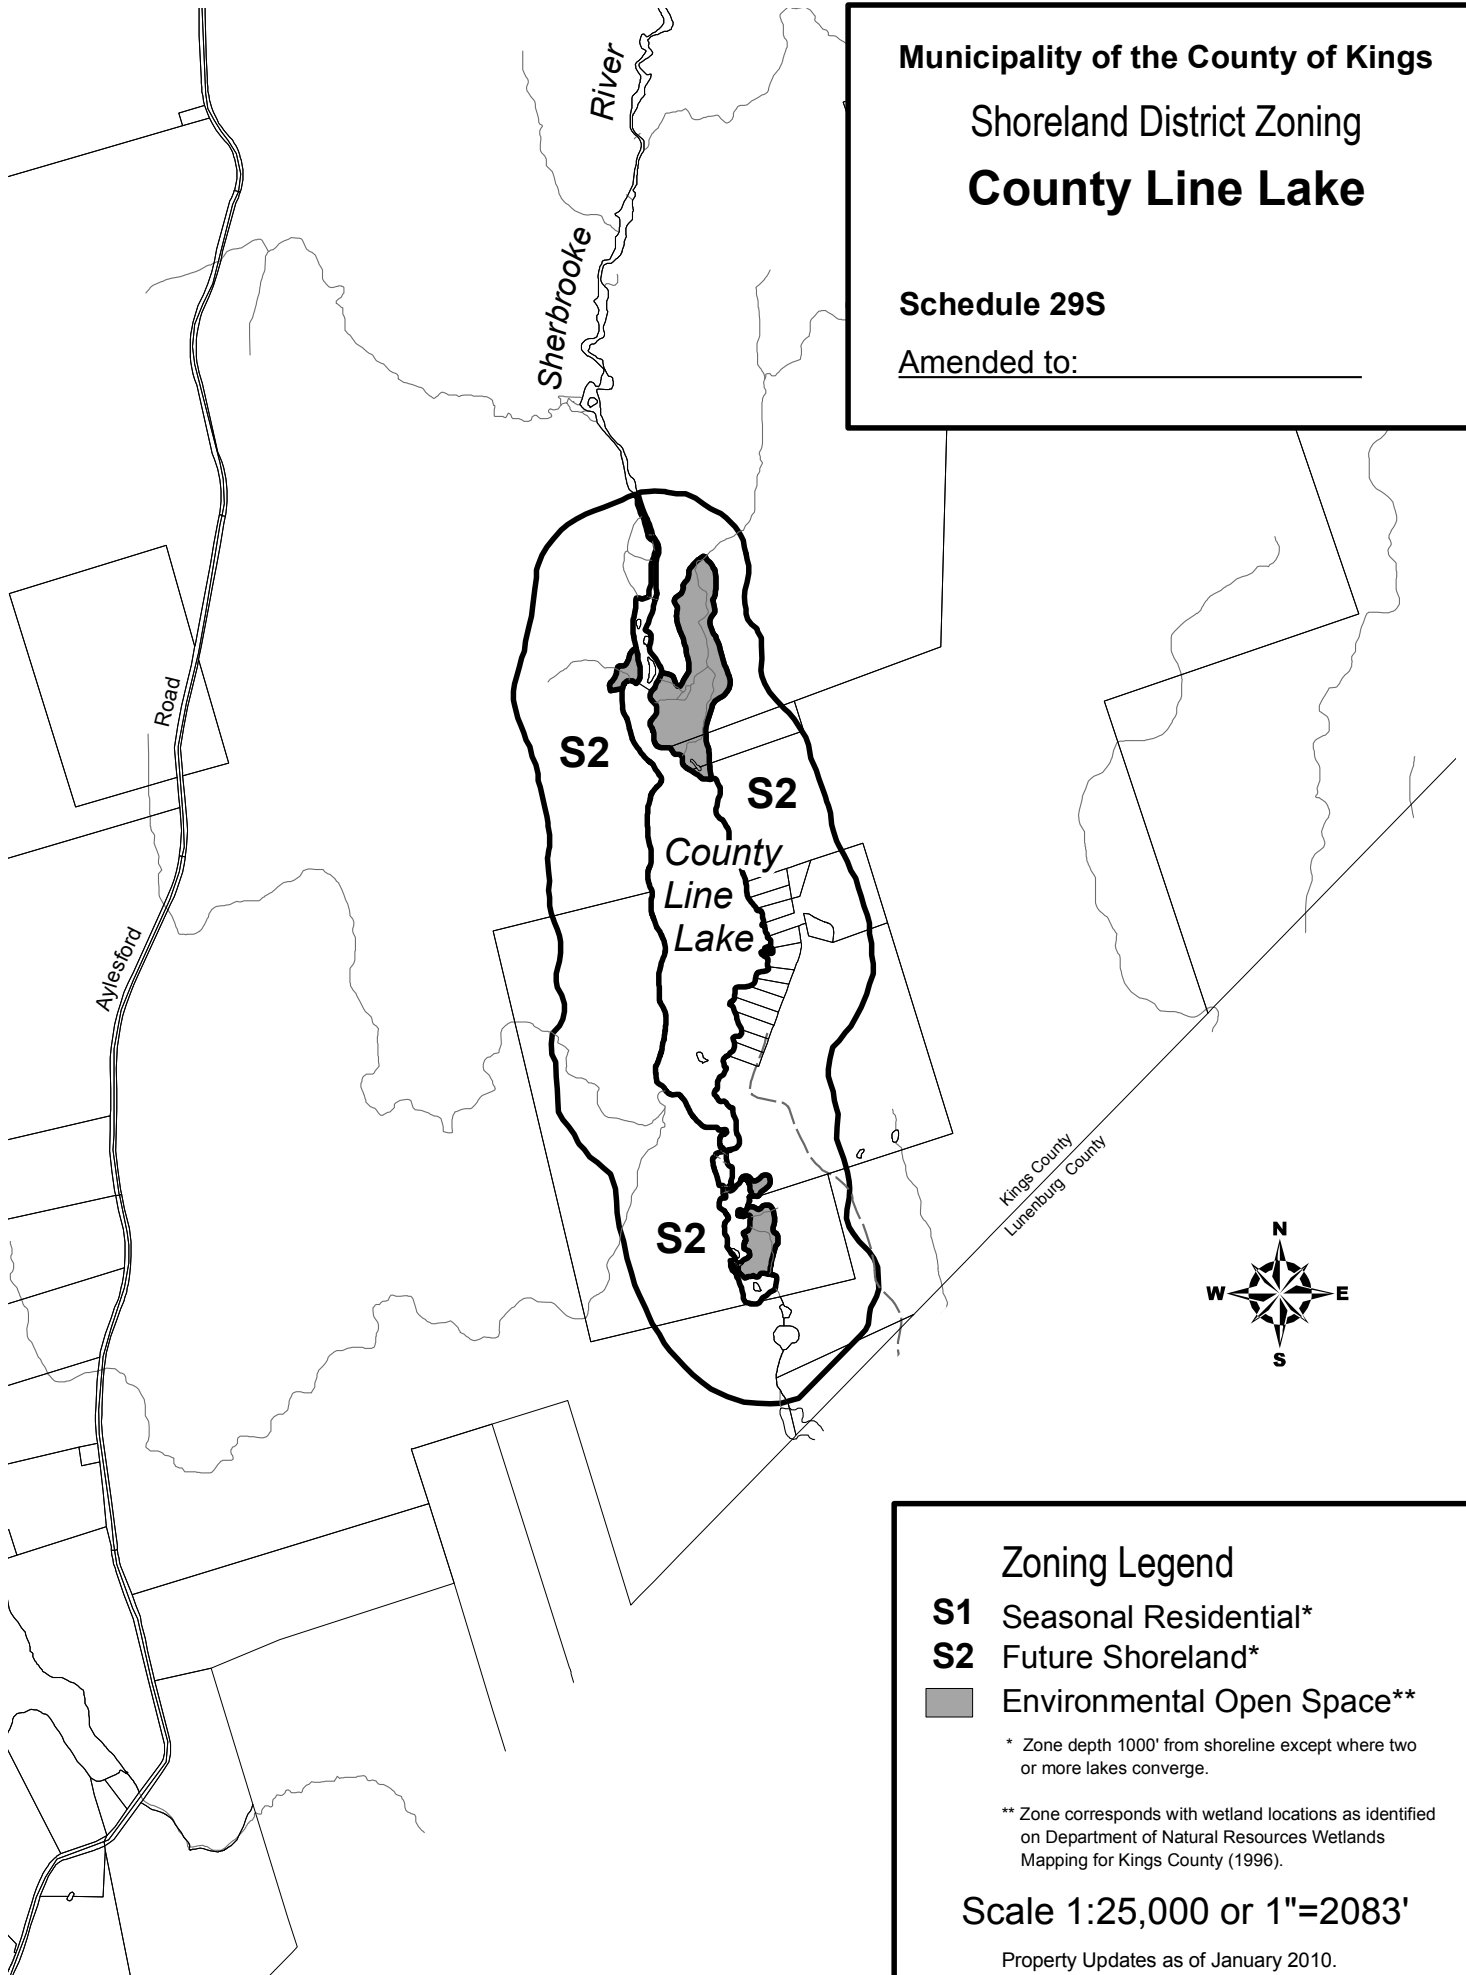 Municipality of the County of Kings
Shoreland District Zoning
County Line Lake
Schedule 29S
Amended to:
River
Sherbrooke
Road
Aylesford
S2
S2
County
Line
Lake
S2
Kings County
Lunenburg County
N
W
E
S
Zoning Legend
S1 Seasonal Residential*
S2 Future Shoreland*
Environmental Open Space**
* Zone depth 1000' from shoreline except where two
or more lakes converge.
** Zone corresponds with wetland locations as identified
on Department of Natural Resources Wetlands
Mapping for Kings County (1996).
Scale 1:25,000 or 1"=2083'
Property Updates as of January 2010.